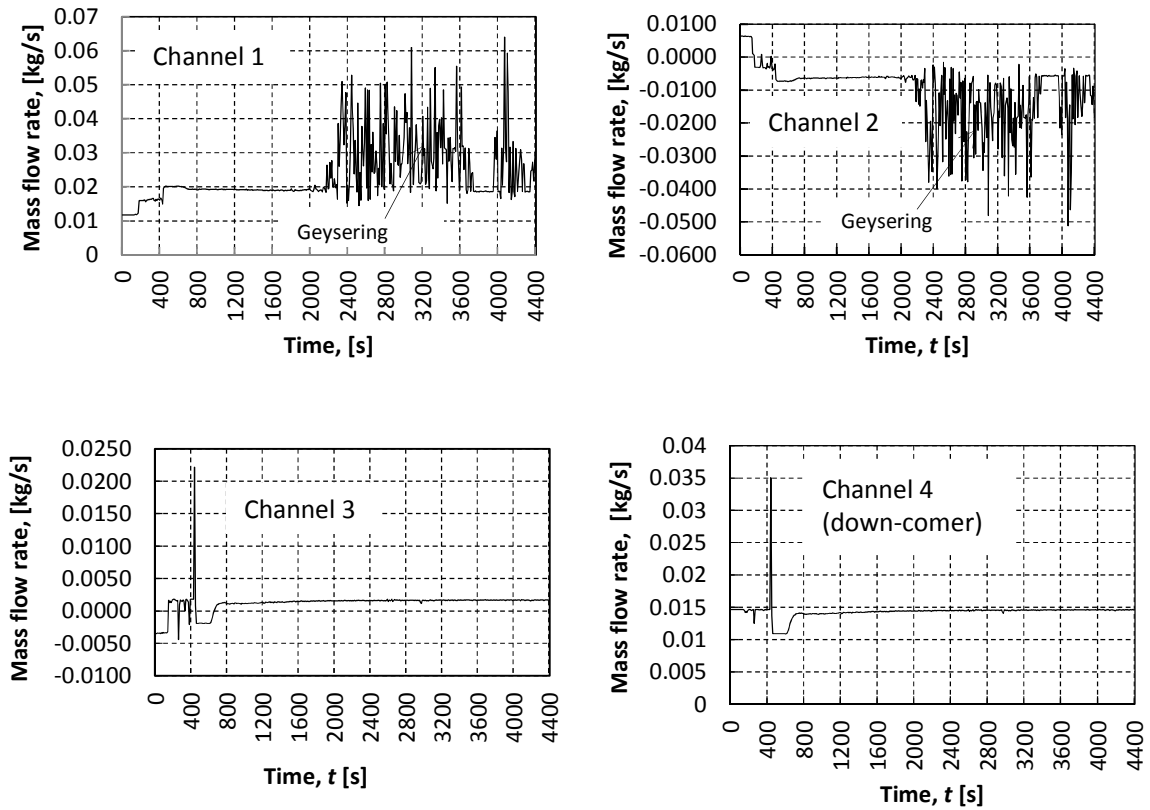 Mass flow rate, [kg/s]
0.07
0.06
0.05
0.04
0.03
0.02
0.01
0
Channel 1
Geysering
0 400 800 1200 1600 2000 2400 2800 3200 3600 4000 4400
Time, [s]
Mass flow rate, [kg/s]
0.0100
0.0000
-0.0100
-0.0200
-0.0300
-0.0400
-0.0500
-0.0600
Channel 2
Geysering
0 400 800 1200 1600 2000 2400 2800 3200 3600 4000 4400
Time, t [s]
Mass flow rate, [kg/s]
0.0250
0.0200
0.0150
0.0100
0.0050
0.0000
-0.0050
-0.0100
Channel 3
0 400 800 1200 1600 2000 2400 2800 3200 3600 4000 4400
Time, t [s]
Mass flow rate, [kg/s]
0.04
0.035
0.03
0.025
0.02
0.015
0.01
0.005
0
Channel 4
(down-comer)
0 400 800 1200 1600 2000 2400 2800 3200 3600 4000 4400
Time, t [s]